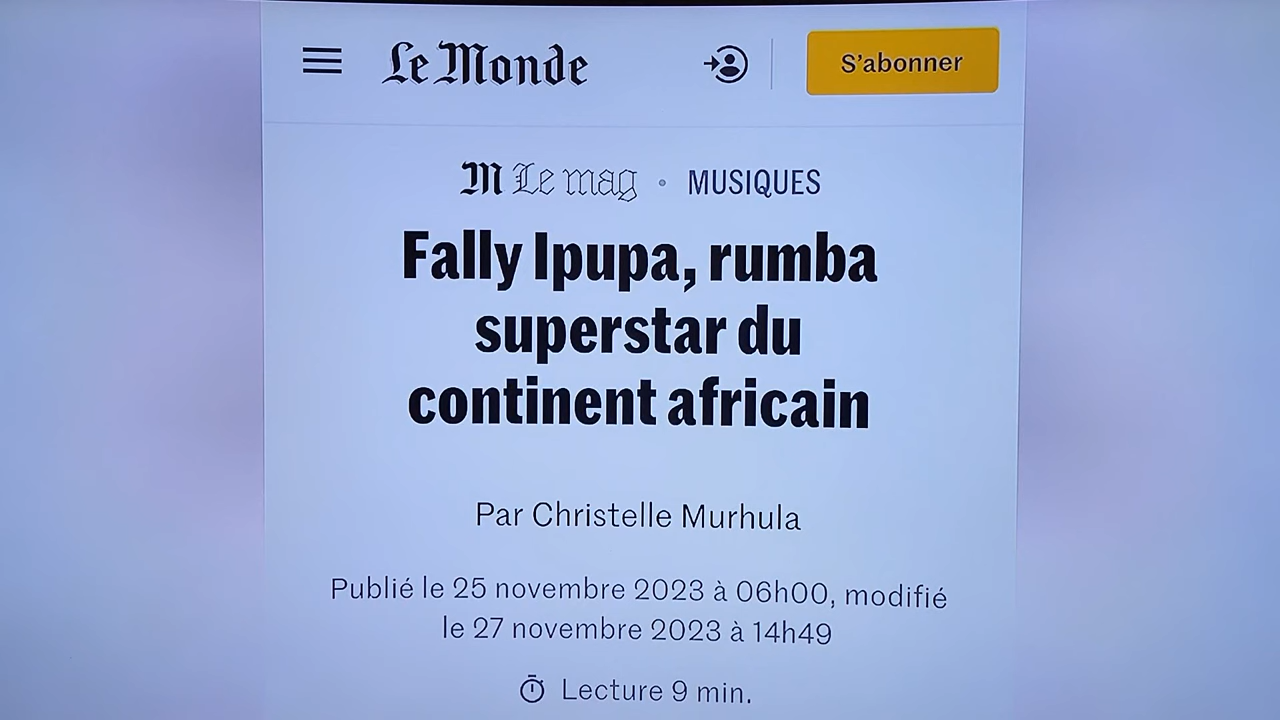 Le Monde
S'abonner
M Le mag • MUSIQUES
Fally Ipupa, rumba
superstar du
continent africain
Par Christelle Murhula
Publié le 25 novembre 2023 à 06h00, modifié
le 27 novembre 2023 à 14h49
Lecture 9 min.